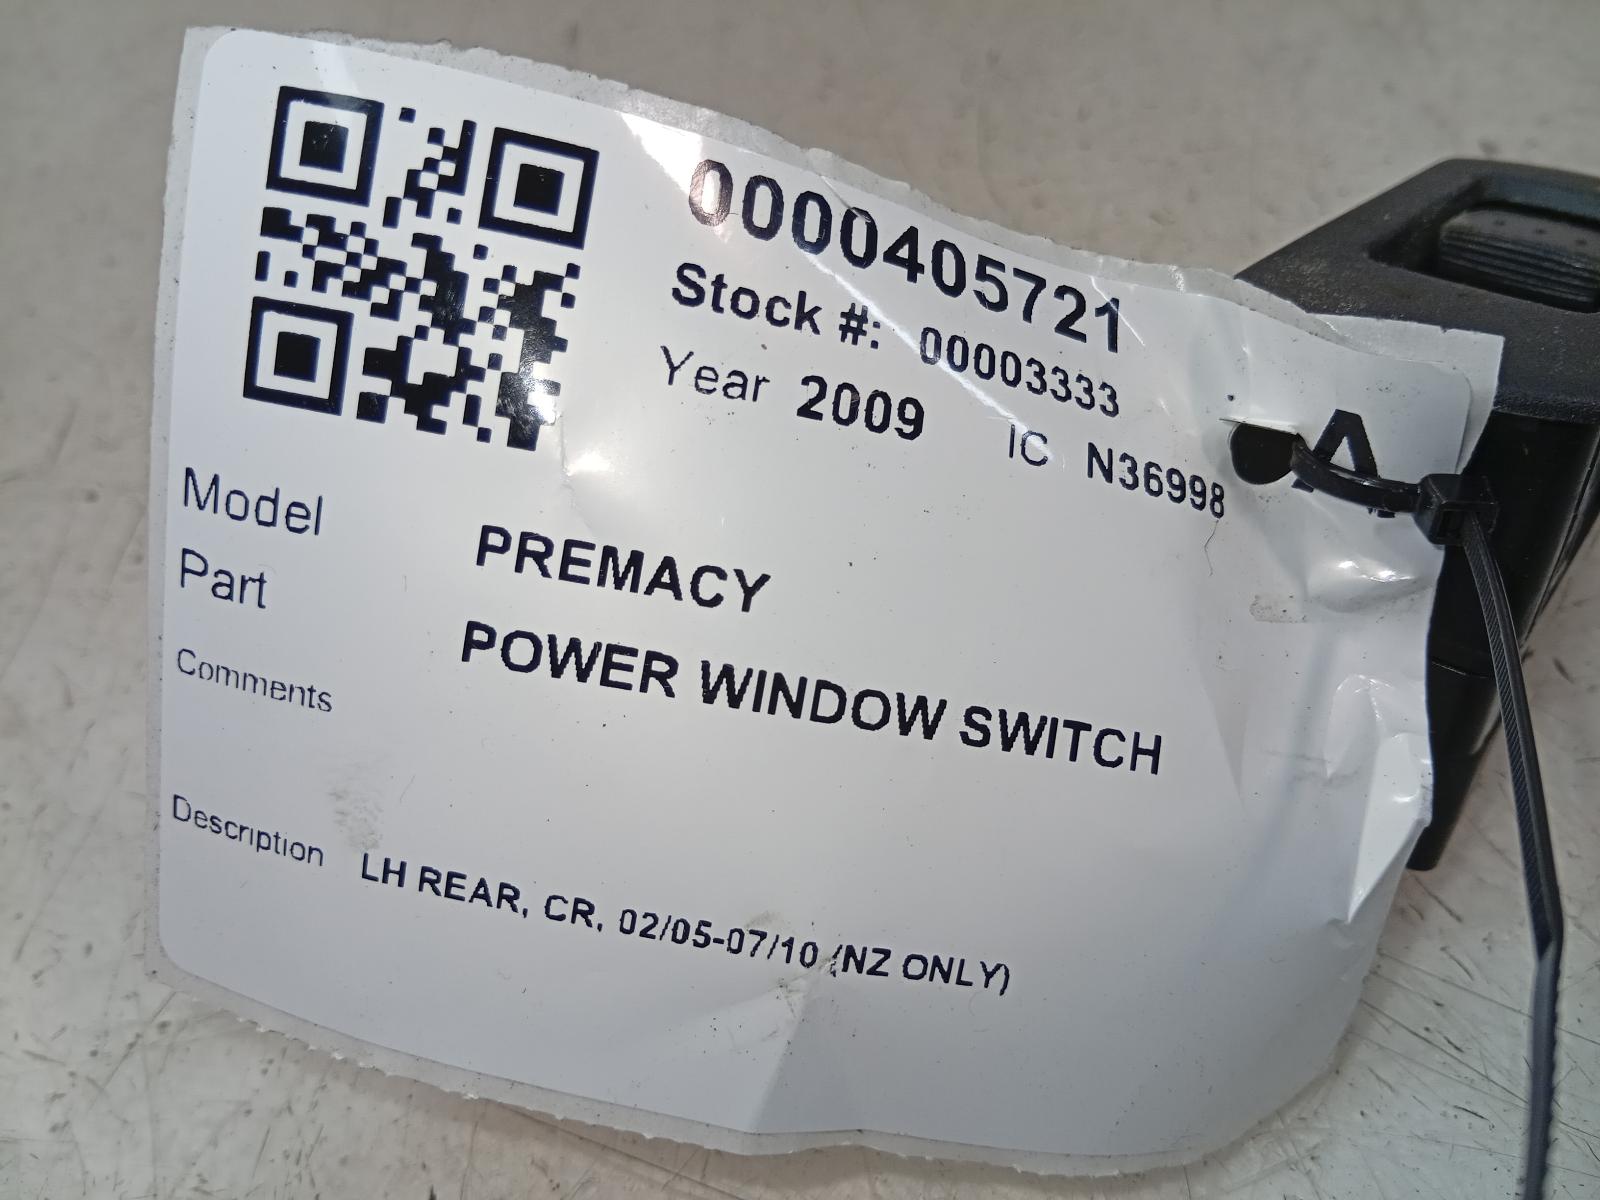 0000405721
Stock #: 00003333
Year 2009 IC N36998 A
Model PREMACY
Part POWER WINDOW SWITCH
Comments
Description LH REAR, CR, 02/05-07/10 (NZ ONLY)